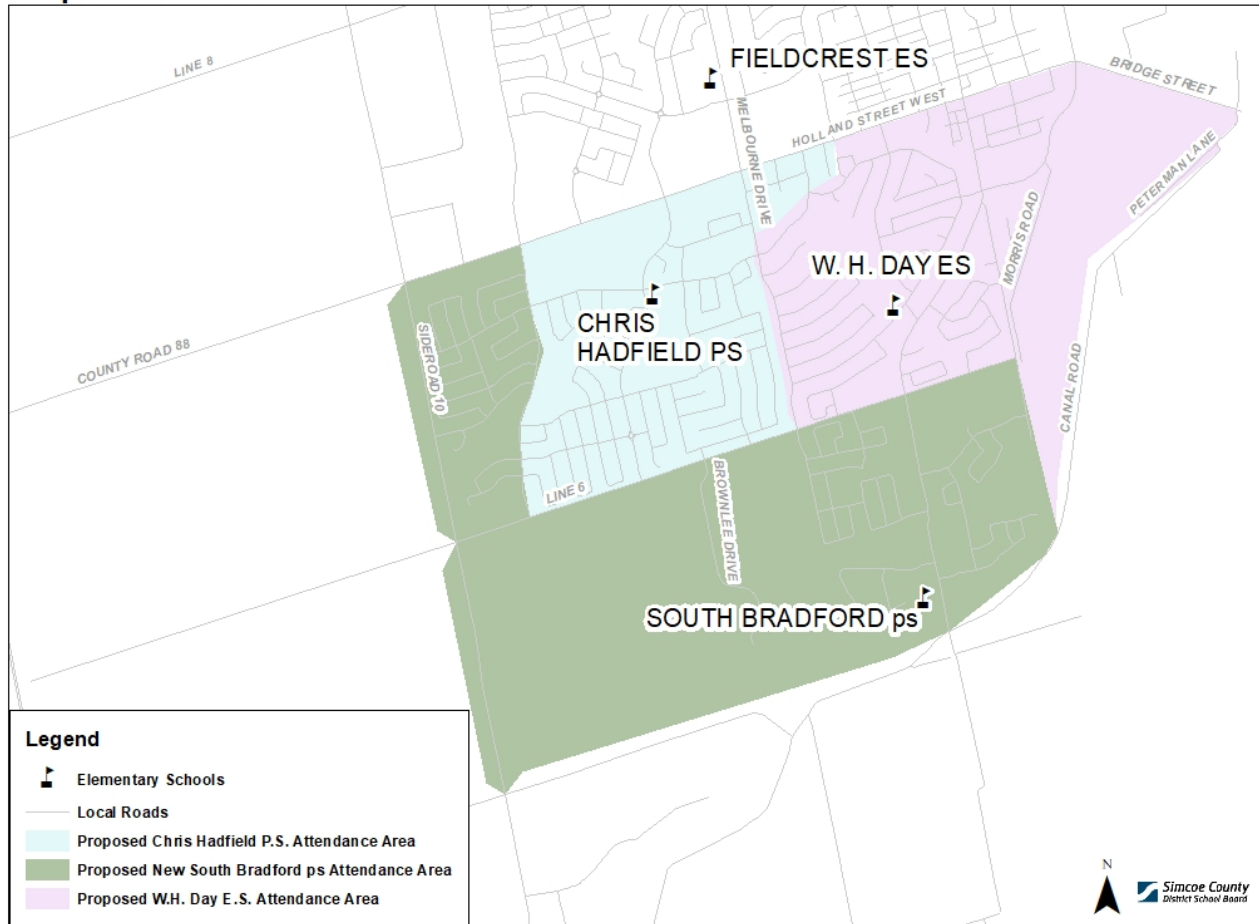 FIELDCREST ES
LINE 8
BRIDGE STREET
MELBOURNE DRIVE
HOLLAND STREET WEST
PETERMAN LANE
MORRIS ROAD
W. H. DAY ES
CHRIS
HADFIELD PS
SIDEROAD 10
COUNTY ROAD 88
CANAL ROAD
LINE 6
BROWNLEE DRIVE
SOUTH BRADFORD ps
Legend
Elementary Schools
Local Roads
Proposed Chris Hadfield P.S. Attendance Area
Proposed New South Bradford ps Attendance Area
Proposed W.H. Day E.S. Attendance Area
N
Simcoe County
District School Board